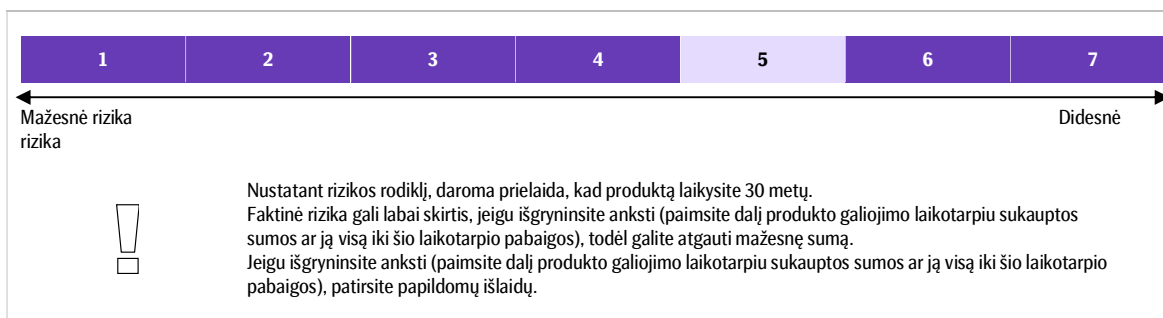 1 2 3 4 5 6 7
Mažesnė rizika Didesnė
rizika
Nustatant rizikos rodiklį, daroma prielaida, kad produktą laikysite 30 metų.
Faktinė rizika gali labai skirtis, jeigu išgryninsite anksti (paimsite dalį produkto galiojimo laikotarpiu sukauptos
sumos ar ją visą iki šio laikotarpio pabaigos), todėl galite atgauti mažesnę sumą.
Jeigu išgryninsite anksti (paimsite dalį produkto galiojimo laikotarpiu sukauptos sumos ar ją visą iki šio laikotarpio
pabaigos), patirsite papildomų išlaidų.